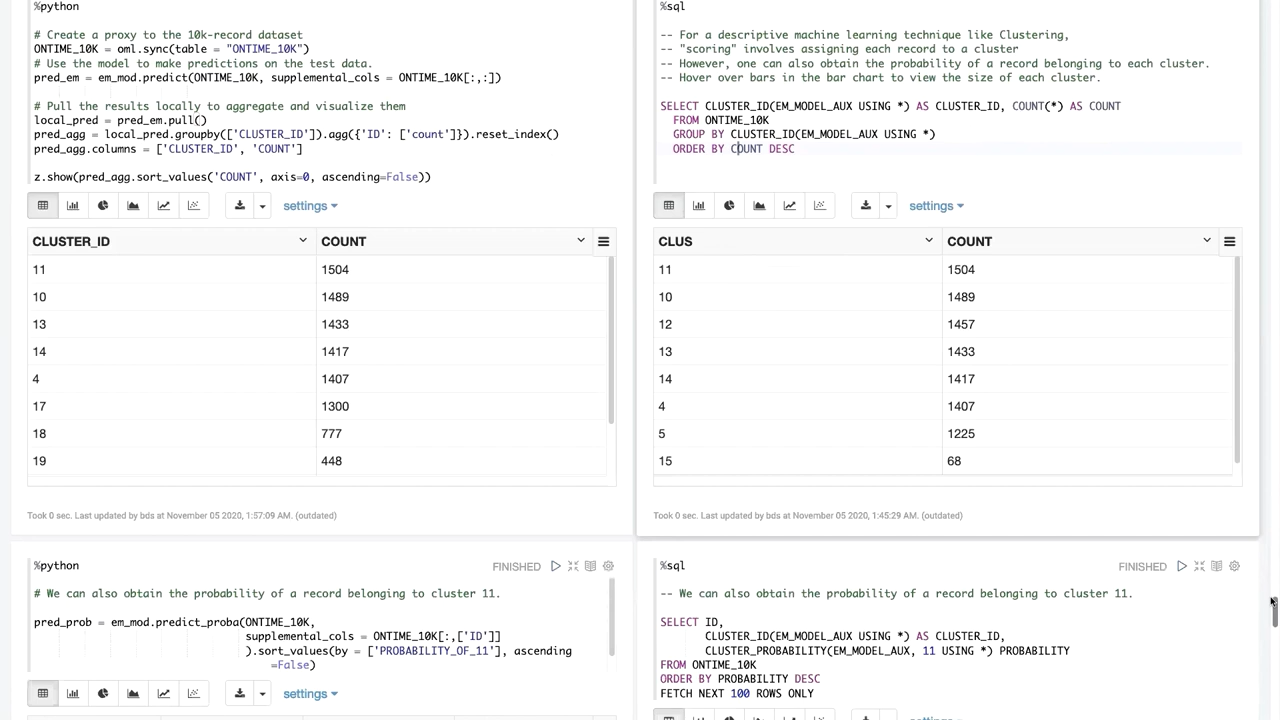 %python
# Create a proxy to the 10k-record dataset
ONTIME_10K = oml.sync(table = "ONTIME_10K")
# Use the model to make predictions on the test data.
pred_em = em_mod.predict(ONTIME_10K, supplemental_cols = ONTIME_10K[:,:])
# Pull the results locally to aggregate and visualize them
local_pred = pred_em.pull()
pred_agg = local_pred.groupby(['CLUSTER_ID']).agg({'ID': ['count']}).reset_index()
pred_agg.columns = ['CLUSTER_ID', 'COUNT']
z.show(pred_agg.sort_values('COUNT', axis=0, ascending=False))
settings
CLUSTER_ID COUNT
11 1504
10 1489
13 1433
14 1417
4 1407
17 1300
18 777
19 448
Took 0 sec. Last updated by bds at November 05 2020, 1:57:09 AM. (outdated)
%sql
-- For a descriptive machine learning technique like Clustering,
-- "scoring" involves assigning each record to a cluster
-- However, one can also obtain the probability of a record belonging to each cluster.
-- Hover over bars in the bar chart to view the size of each cluster.
SELECT CLUSTER_ID(EM_MODEL_AUX USING *) AS CLUSTER_ID, COUNT(*) AS COUNT
FROM ONTIME_10K
GROUP BY CLUSTER_ID(EM_MODEL_AUX USING *)
ORDER BY COUNT DESC
settings
CLUS COUNT
11 1504
10 1489
12 1457
13 1433
14 1417
4 1407
5 1225
15 68
Took 0 sec. Last updated by bds at November 05 2020, 1:45:29 AM. (outdated)
%python FINISHED
# We can also obtain the probability of a record belonging to cluster 11.
pred_prob = em_mod.predict_proba(ONTIME_10K,
supplemental_cols = ONTIME_10K[:,['ID']]
).sort_values(by = ['PROBABILITY_OF_11'], ascending
=False)
settings
%sql FINISHED
-- We can also obtain the probability of a record belonging to cluster 11.
SELECT ID,
CLUSTER_ID(EM_MODEL_AUX USING *) AS CLUSTER_ID,
CLUSTER_PROBABILITY(EM_MODEL_AUX, 11 USING *) PROBABILITY
FROM ONTIME_10K
ORDER BY PROBABILITY DESC
FETCH NEXT 100 ROWS ONLY